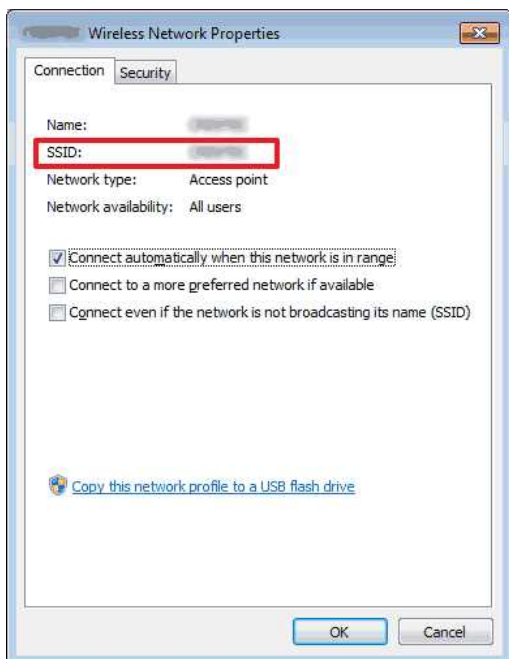 Wireless Network Properties
Connection Security
Name:
SSID:
Network type: Access point
Network availability: All users
Connect automatically when this network is in range
Connect to a more preferred network if available
Connect even if the network is not broadcasting its name (SSID)
Copy this network profile to a USB flash drive
OK Cancel